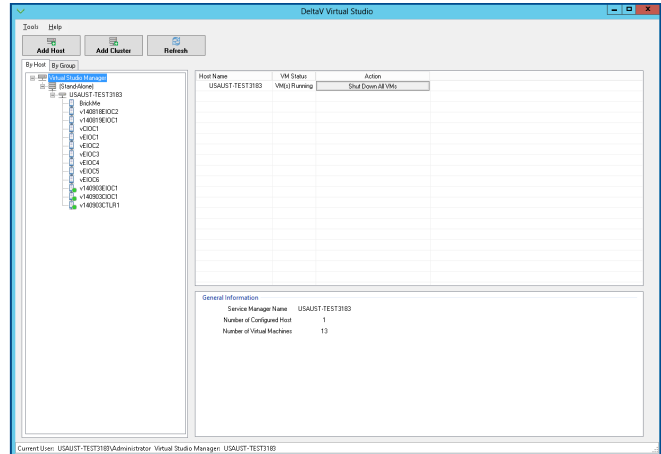 DeltaV Virtual Studio
Tools Help
Add Host Add Cluster Refresh
By Host By Group
Virtual Studio Manager
(Stand-Alone)
USAUST-TEST3183
BrickMe
v140818EIOC2
v140819EIOC1
vCIOC1
vEIOC1
vEIOC2
vEIOC3
vEIOC4
vEIOC5
vEIOC6
v140903EIOC1
v140903CIOC1
v140903CTLR1
Host Name VM Status Action
USAUST-TEST3183 VM(s) Running Shut Down All VMs
General Information
Service Manager Name USAUST-TEST3183
Number of Configured Host 1
Number of Virtual Machines 13
Current User: USAUST-TEST3183\Administrator Virtual Studio Manager: USAUST-TEST3183